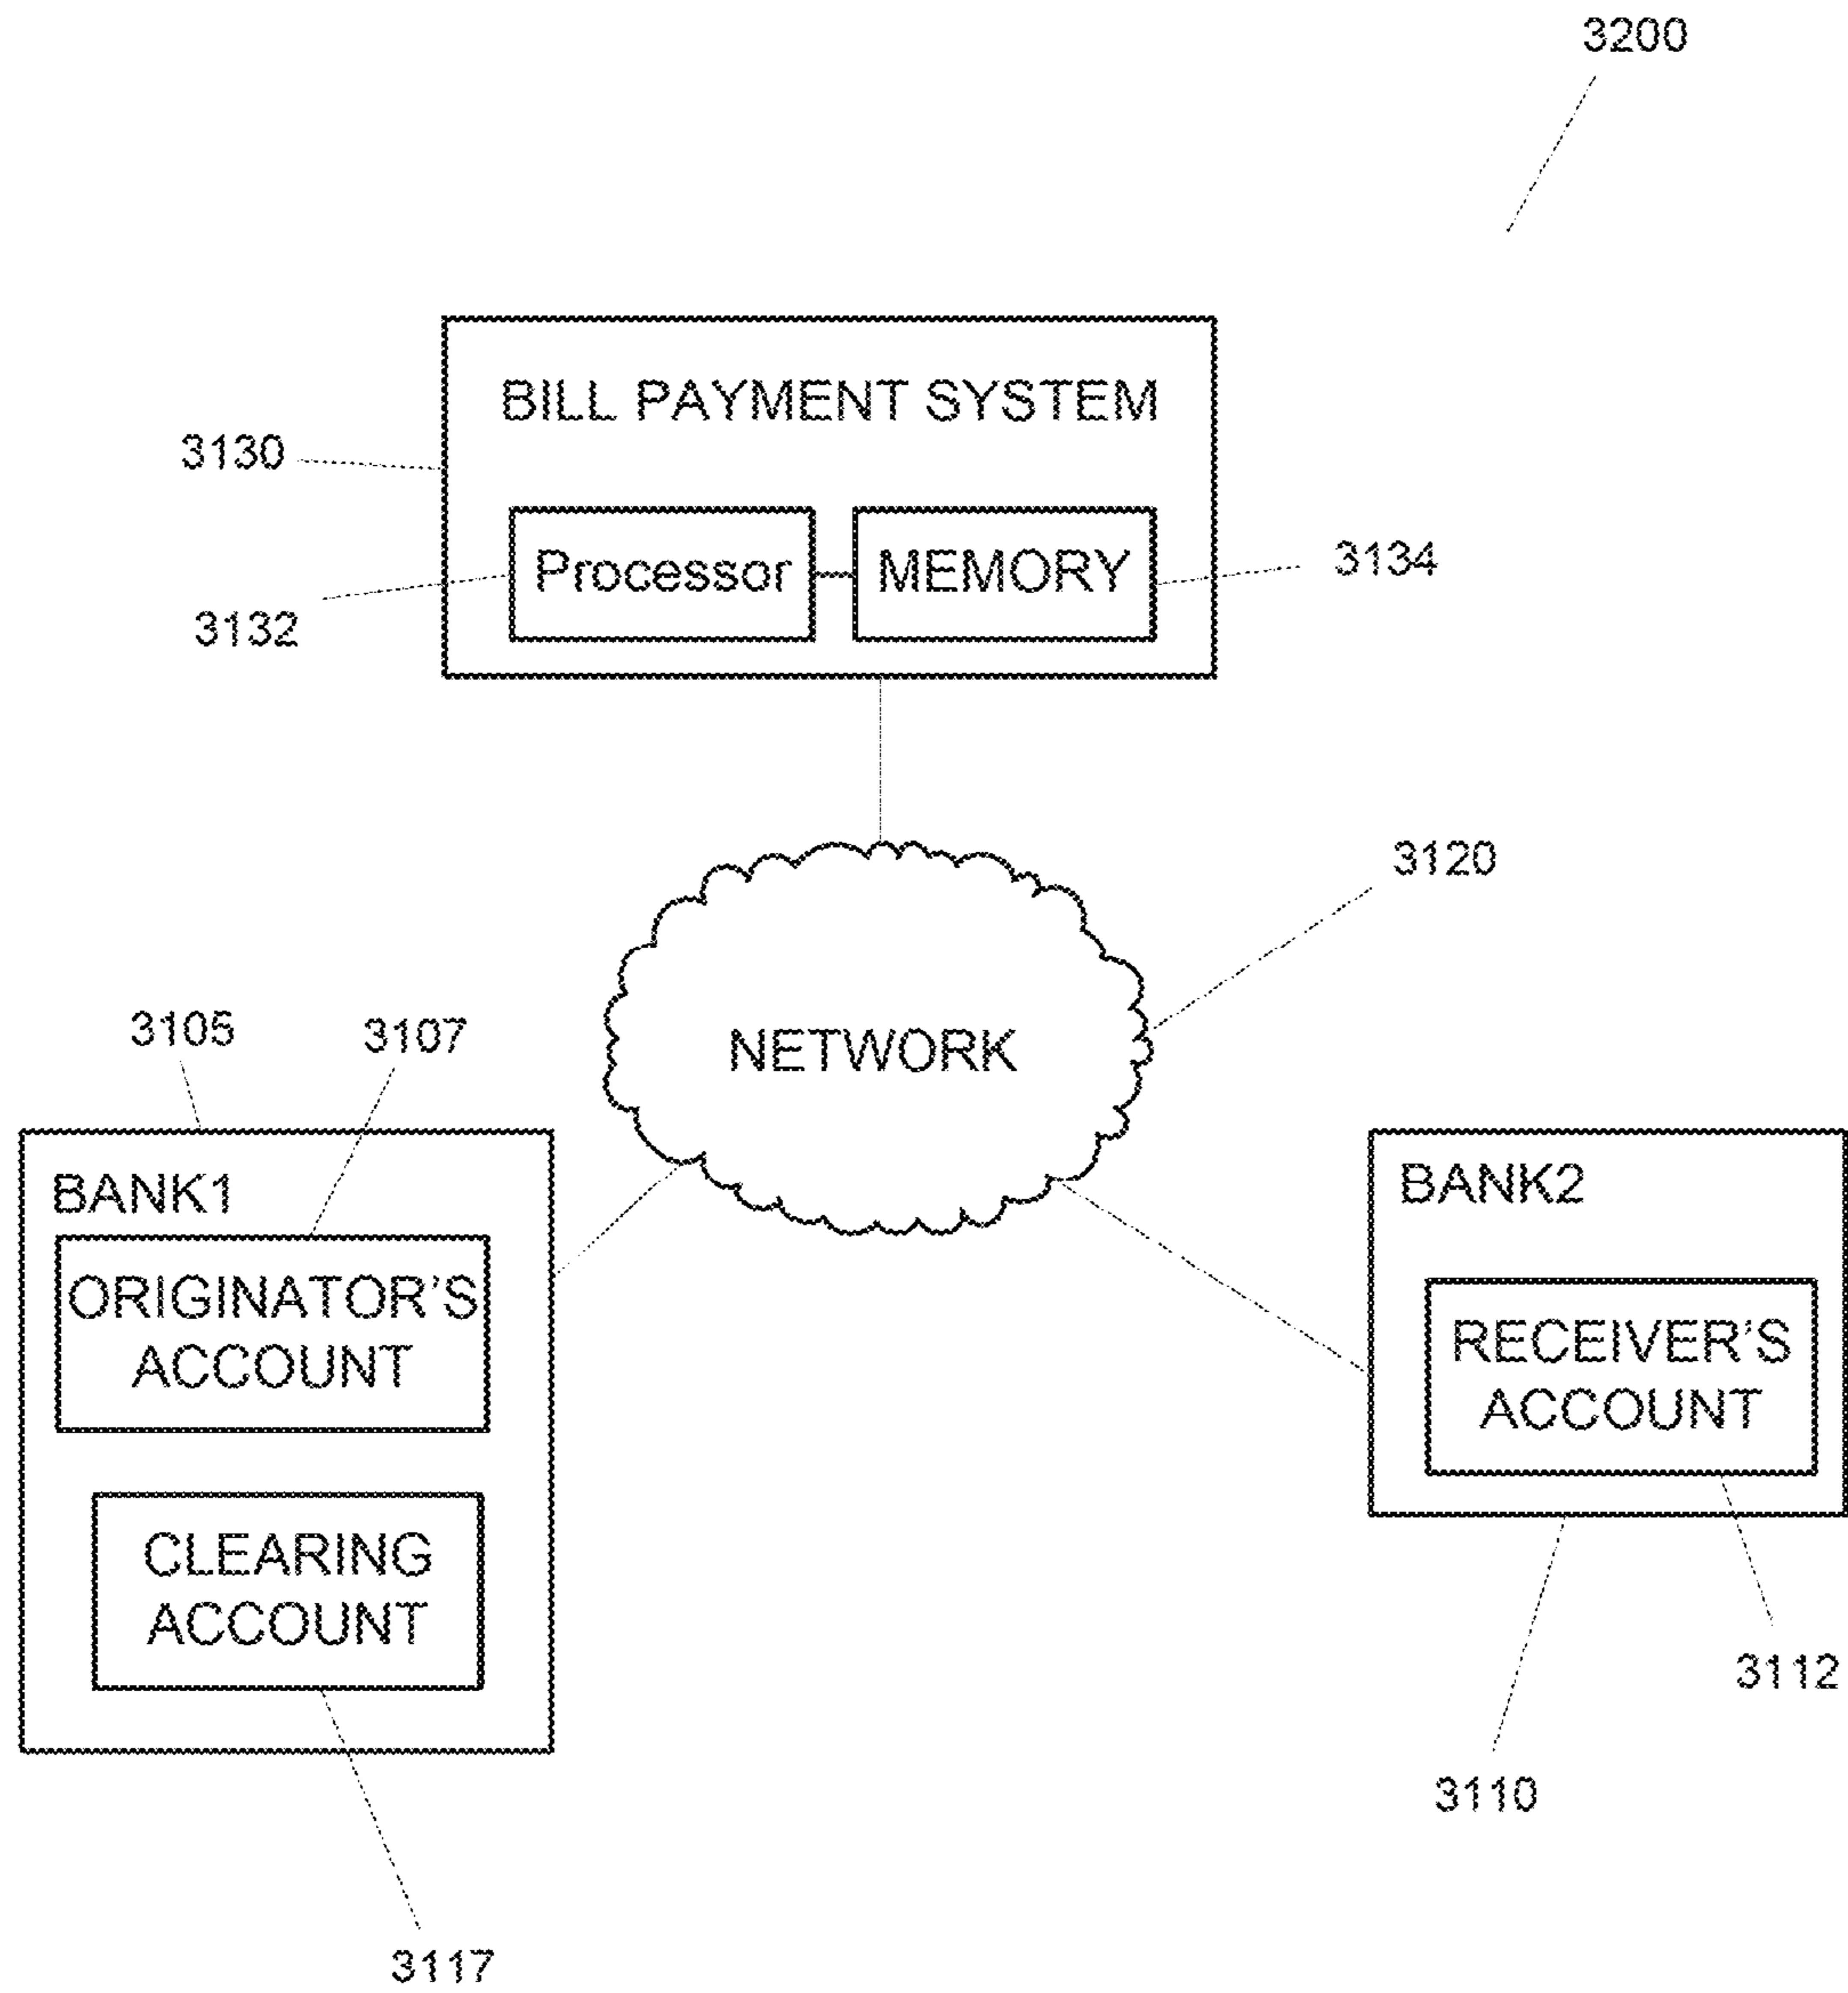 3200
BILL PAYMENT SYSTEM
3130
Processor
MEMORY
3134
3132
3120
NETWORK
3105
3107
BANK1
ORIGINATOR'S
ACCOUNT
CLEARING
ACCOUNT
3117
BANK2
RECEIVER'S
ACCOUNT
3112
3110